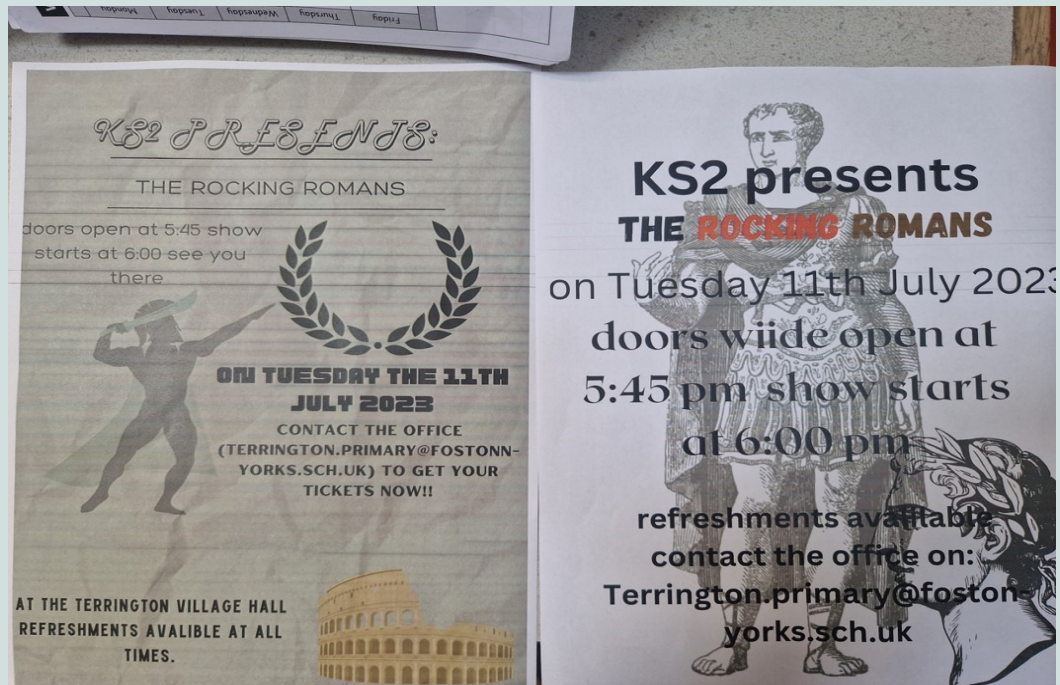 Monday Tuesday Wednesday Thursday Friday
KS2 PRESENTS:
THE ROCKING ROMANS
doors open at 5:45 show
starts at 6:00 see you
there
ON TUESDAY THE 11TH
JULY 2023
CONTACT THE OFFICE
(TERRINGTON.PRIMARY@FOSTONN-
YORKS.SCH.UK) TO GET YOUR
TICKETS NOW!!
AT THE TERRINGTON VILLAGE HALL
REFRESHMENTS AVALIBLE AT ALL
TIMES.
KS2 presents
THE ROCKING ROMANS
on Tuesday 11th July 2023
doors wiide open at
5:45 pm show starts
at 6:00 pm
refreshments avaiilable
contact the office on:
Terrington.primary@foston-
yorks.sch.uk